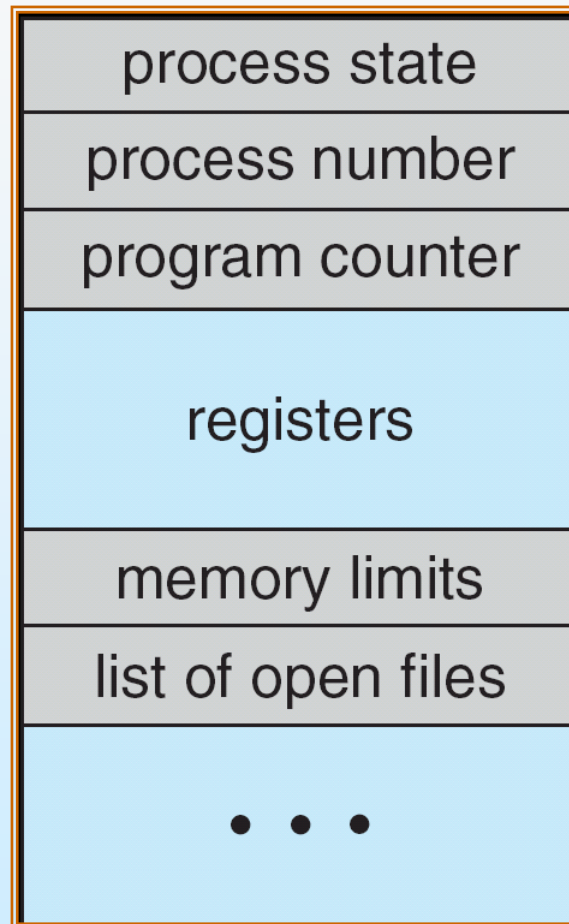 process state
process number
program counter
registers
memory limits
list of open files
• • •